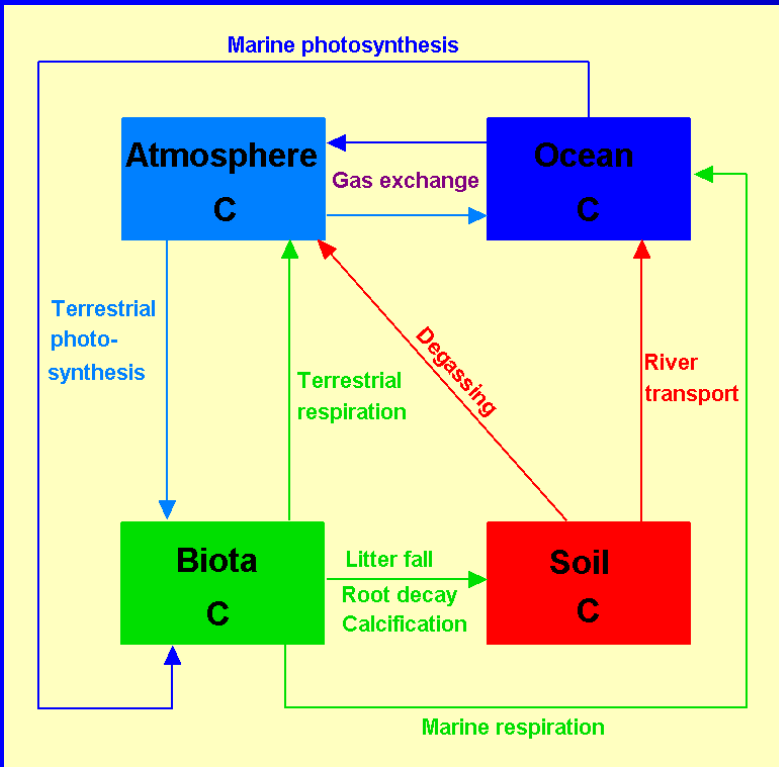 Marine photosynthesis
Atmosphere
C
Gas exchange
Ocean
C
Terrestrial
photo-
synthesis
Terrestrial
respiration
Degassing
River
transport
Biota
C
Litter fall
Root decay
Calcification
Soil
C
Marine respiration